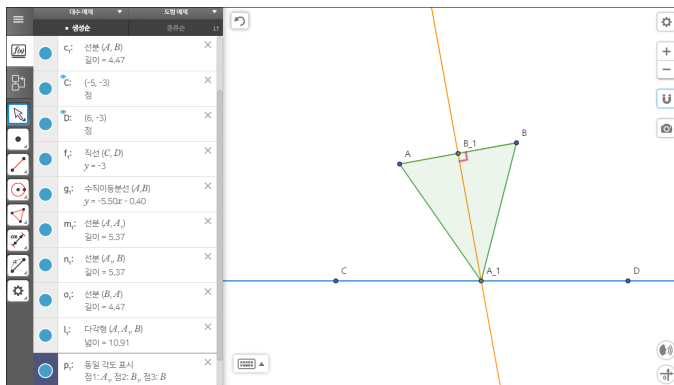 대수 예제 ▼ 도형 예제 ▼
▪ 생성순 종류순 ↓↑
f(x)
c₁: 선분 (A, B)
길이 = 4.47
C: (-5, -3)
점
D: (6, -3)
점
f₁: 직선 (C, D)
y = -3
g₁: 수직이등분선 (A,B)
y = -5.50x - 0.40
m₁: 선분 (A, A₁)
길이 = 5.37
n₁: 선분 (A₁, B)
길이 = 5.37
o₁: 선분 (B, A)
길이 = 4.47
l₁: 다각형 (A, A₁, B)
넓이 = 10.91
p₁: 동일 각도 표시
점1: A₁, 점2: B₁, 점3: B
A
B_1
B
C
A_1
D